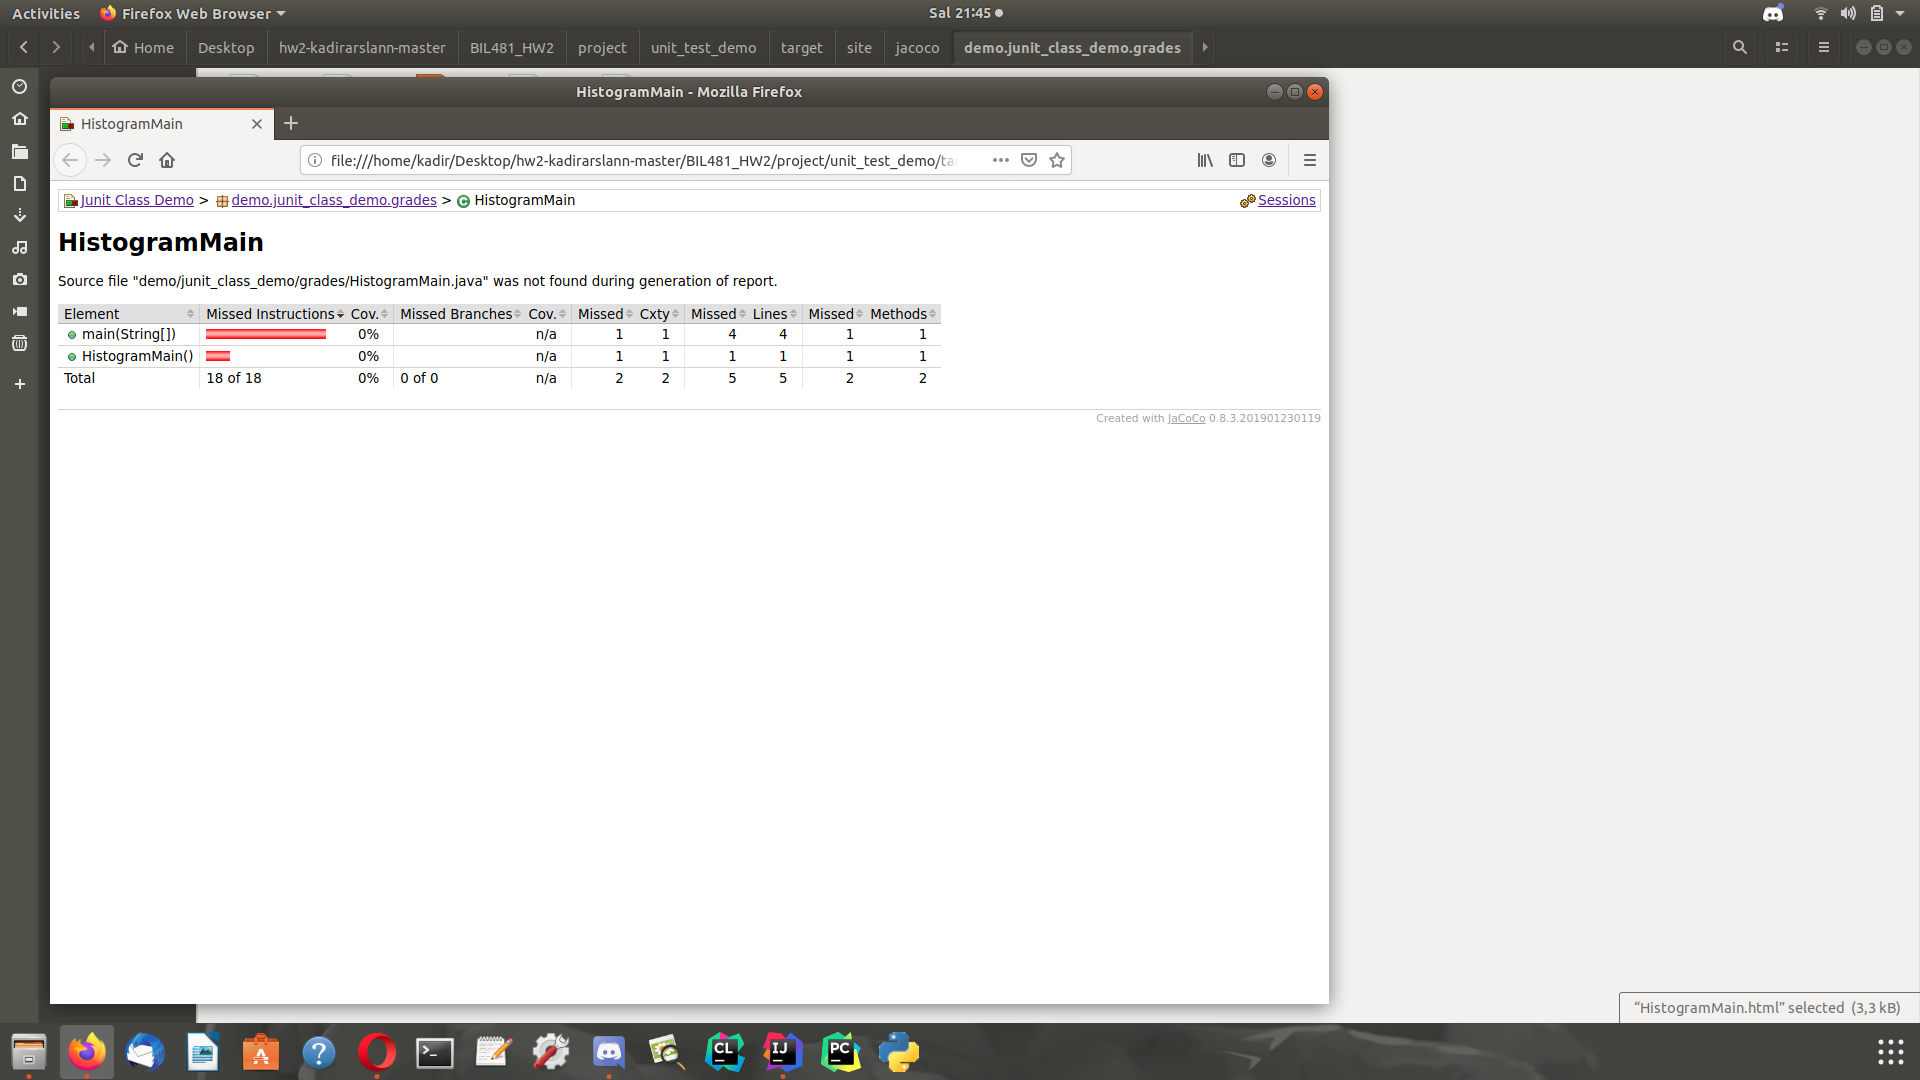 Activities Firefox Web Browser Sal 21:45
Home Desktop hw2-kadirarslann-master BIL481_HW2 project unit_test_demo target site jacoco demo.junit_class_demo.grades
HistogramMain - Mozilla Firefox
HistogramMain
file:///home/kadir/Desktop/hw2-kadirarslann-master/BIL481_HW2/project/unit_test_demo/ta
Junit Class Demo > demo.junit_class_demo.grades > HistogramMain Sessions
HistogramMain
Source file "demo/junit_class_demo/grades/HistogramMain.java" was not found during generation of report.
Element Missed Instructions Cov. Missed Branches Cov. Missed Cxty Missed Lines Missed Methods
main(String[]) 0% n/a 1 1 4 4 1 1
HistogramMain() 0% n/a 1 1 1 1 1 1
Total 18 of 18 0% 0 of 0 n/a 2 2 5 5 2 2
Created with JaCoCo 0.8.3.201901230119
“HistogramMain.html” selected (3,3 kB)
CL IJ PC